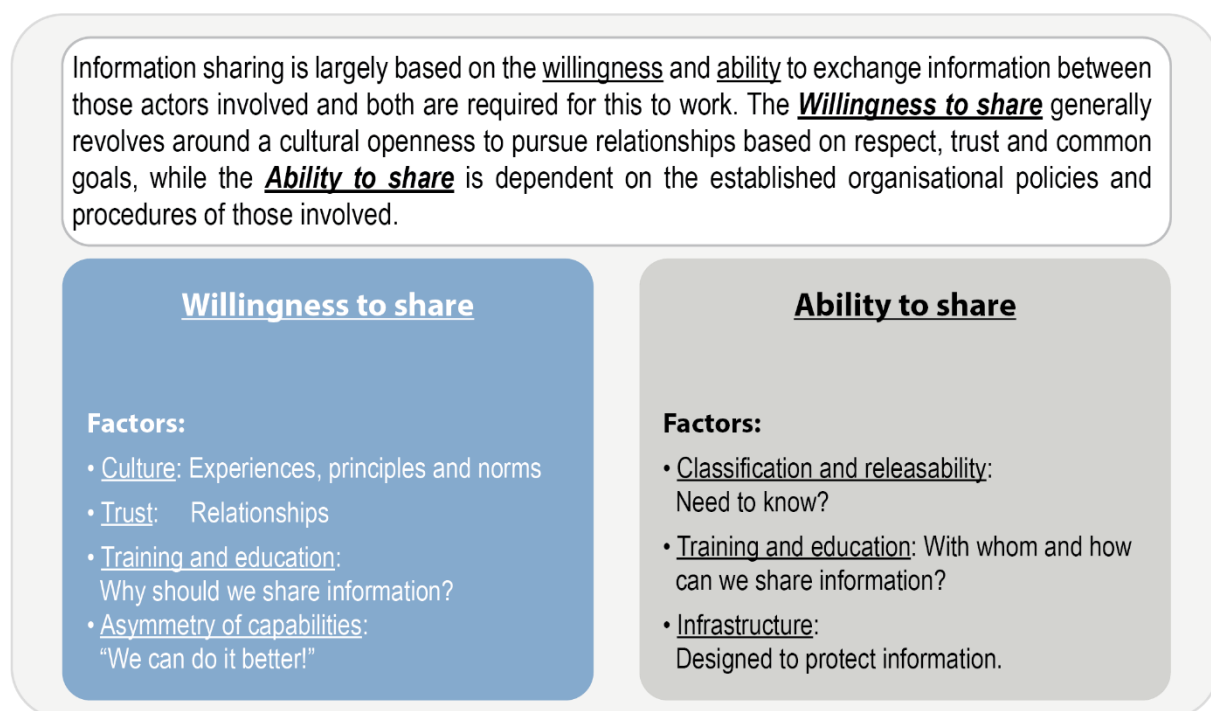 Information sharing is largely based on the willingness and ability to exchange information between
those actors involved and both are required for this to work. The Willingness to share generally
revolves around a cultural openness to pursue relationships based on respect, trust and common
goals, while the Ability to share is dependent on the established organisational policies and
procedures of those involved.
Willingness to share
Factors:
• Culture: Experiences, principles and norms
• Trust: Relationships
• Training and education:
Why should we share information?
• Asymmetry of capabilities:
“We can do it better!”
Ability to share
Factors:
• Classification and releasability:
Need to know?
• Training and education: With whom and how
can we share information?
• Infrastructure:
Designed to protect information.